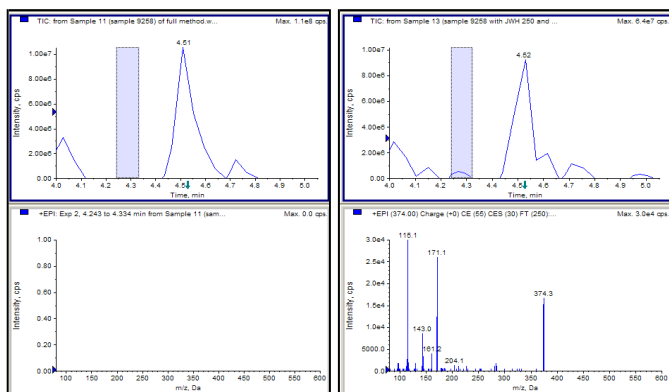 TIC: from Sample 11 (sample 9258) of full method.w... Max. 1.1e8 cps.
4.51
1.0e7
8.0e6
6.0e6
4.0e6
2.0e6
0.0
Intensity, cps
4.0 4.1 4.2 4.3 4.4 4.5 4.6 4.7 4.8 4.9 5.0
Time, min
+EPI: Exp 2, 4.243 to 4.334 min from Sample 11 (sam... Max. 0.0 cps.
1.00
0.80
0.60
0.40
0.20
0.00
Intensity, cps
100 150 200 250 300 350 400 450 500 550 600
m/z, Da
TIC: from Sample 13 (sample 9258 with JWH 250 and ... Max. 6.4e7 cps.
4.52
1.0e7
8.0e6
6.0e6
4.0e6
2.0e6
0.0
Intensity, cps
4.0 4.1 4.2 4.3 4.4 4.5 4.6 4.7 4.8 4.9 5.0
Time, min
+EPI (374.00) Charge (+0) CE (55) CES (30) FT (250):... Max. 3.0e4 cps.
115.1
171.1
374.3
143.0
161.2
204.1
3.0e4
2.5e4
2.0e4
1.5e4
1.0e4
5000.0
0.0
Intensity, cps
100 150 200 250 300 350 400 450 500 550 600
m/z, Da